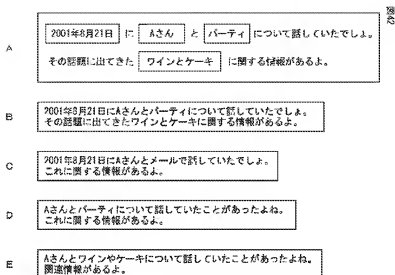 図42
A
2001年8月21日 に Aさん と パーティ について話していたでしょ。
その話題に出てきた ワインとケーキ に関する情報があるよ。
B
2001年8月21日にAさんとパーティについて話していたでしょ。
その話題に出てきたワインとケーキに関する情報があるよ。
C
2001年8月21日にAさんとメールで話していたでしょ。
これに関する情報があるよ。
D
Aさんとパーティについて話していたことがあったよね。
これに関する情報があるよ。
E
Aさんとワインやケーキについて話していたことがあったよね。
関連情報があるよ。